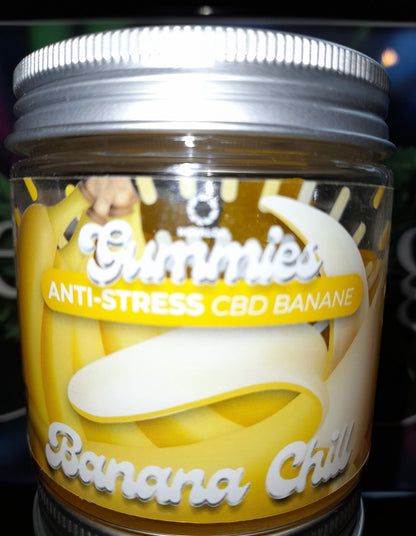 Gummies
ANTI-STRESS CBD BANANE
Banana Chill